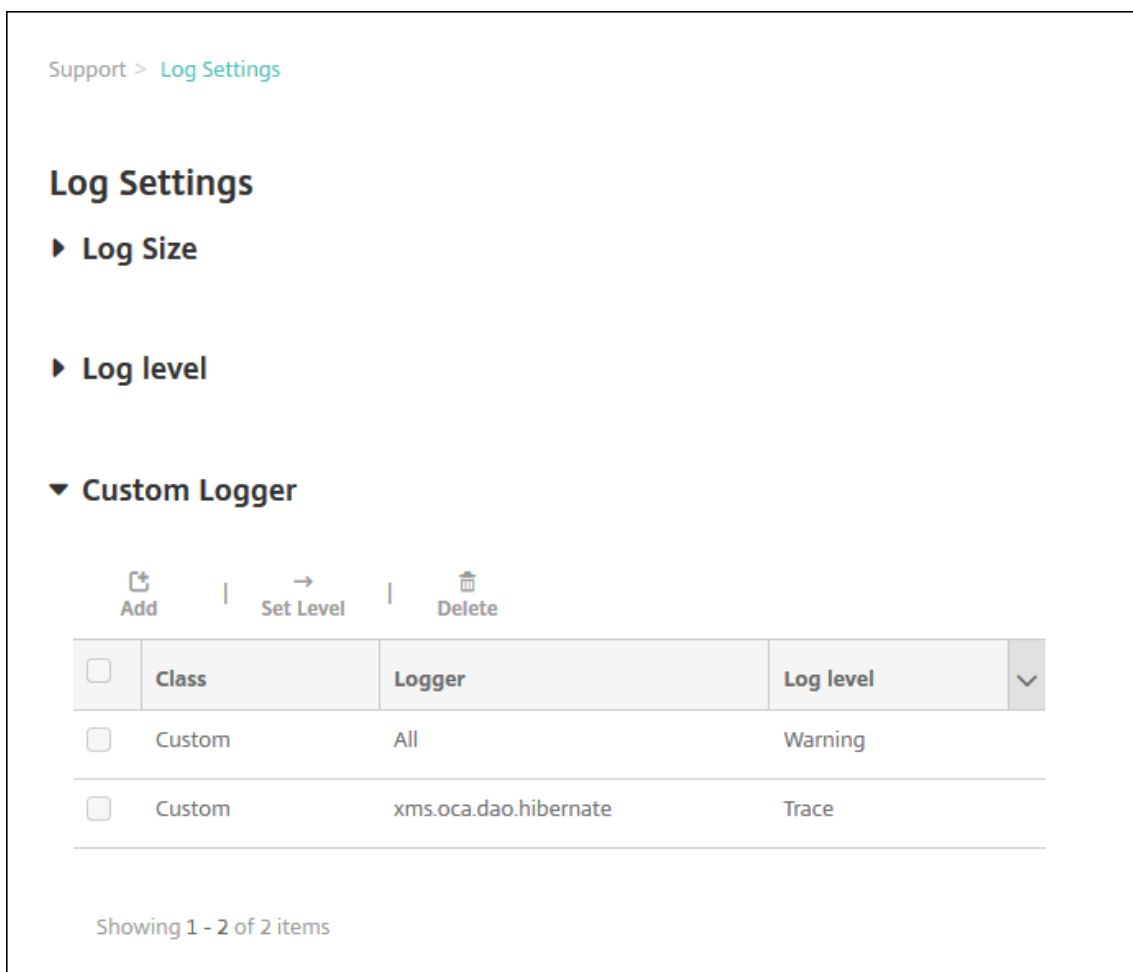 Support > Log Settings
Log Settings
Log Size
Log level
Custom Logger
Add | Set Level | Delete
Class Logger Log level
Custom All Warning
Custom xms.oca.dao.hibernate Trace
Showing 1 - 2 of 2 items